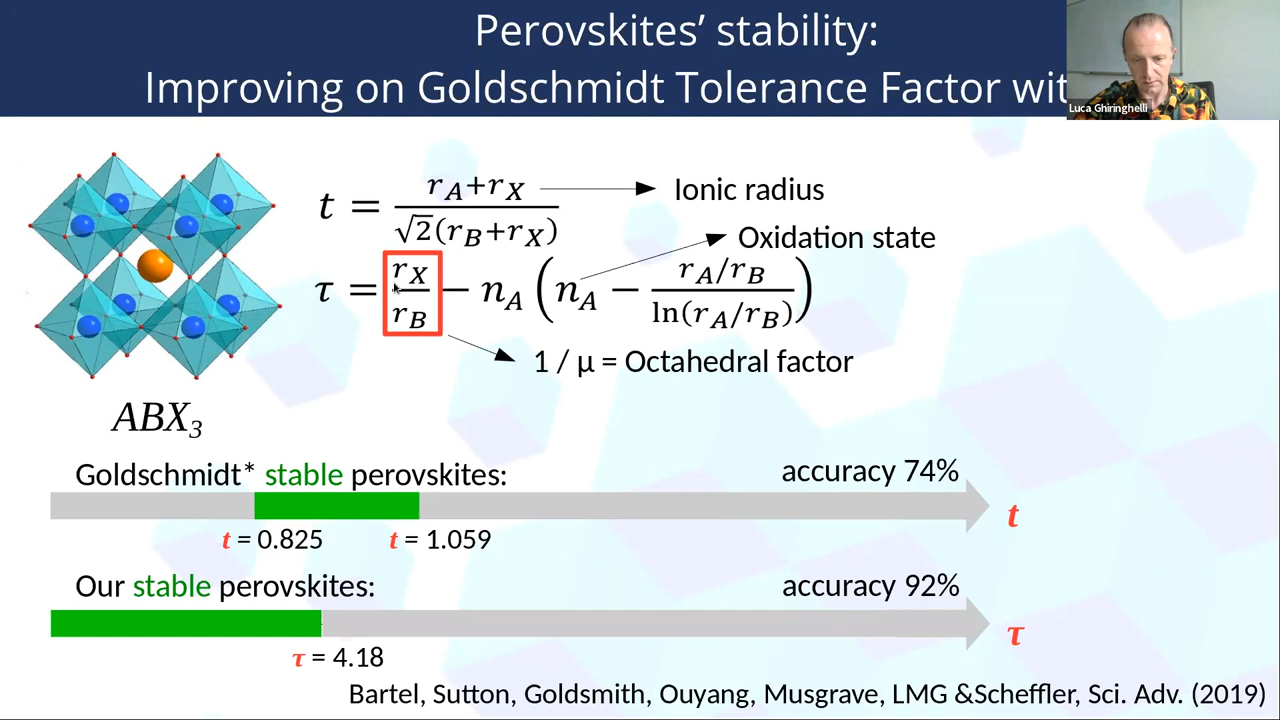 Perovskites’ stability:
Improving on Goldschmidt Tolerance Factor wit
Luca Ghiringhelli
t = (r_A+r_X) / (√2(r_B+r_X))
Ionic radius
Oxidation state
τ = r_X/r_B − n_A (n_A − (r_A/r_B) / ln(r_A/r_B))
1 / μ = Octahedral factor
ABX₃
Goldschmidt* stable perovskites:
accuracy 74%
t
t = 0.825
t = 1.059
Our stable perovskites:
accuracy 92%
τ
τ = 4.18
Bartel, Sutton, Goldsmith, Ouyang, Musgrave, LMG &Scheffler, Sci. Adv. (2019)